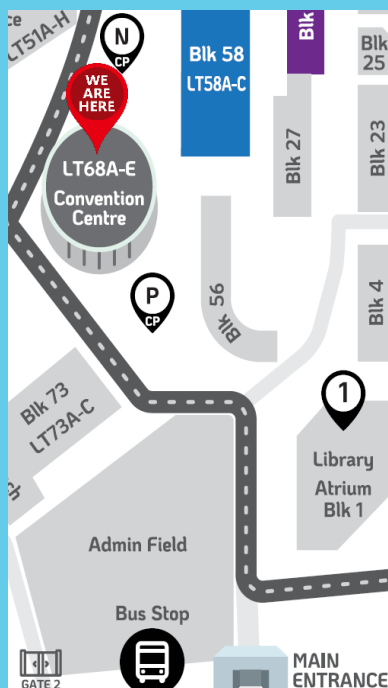 ce
LT51A-H
N
CP
WE
ARE
HERE
Blk 58
LT58A-C
Blk
Blk
25
Blk 27
Blk 23
LT68A-E
Convention
Centre
P
CP
Blk 56
Blk 4
Blk 73
LT73A-C
1
Library
Atrium
Blk 1
Admin Field
Bus Stop
GATE 2
MAIN
ENTRANCE